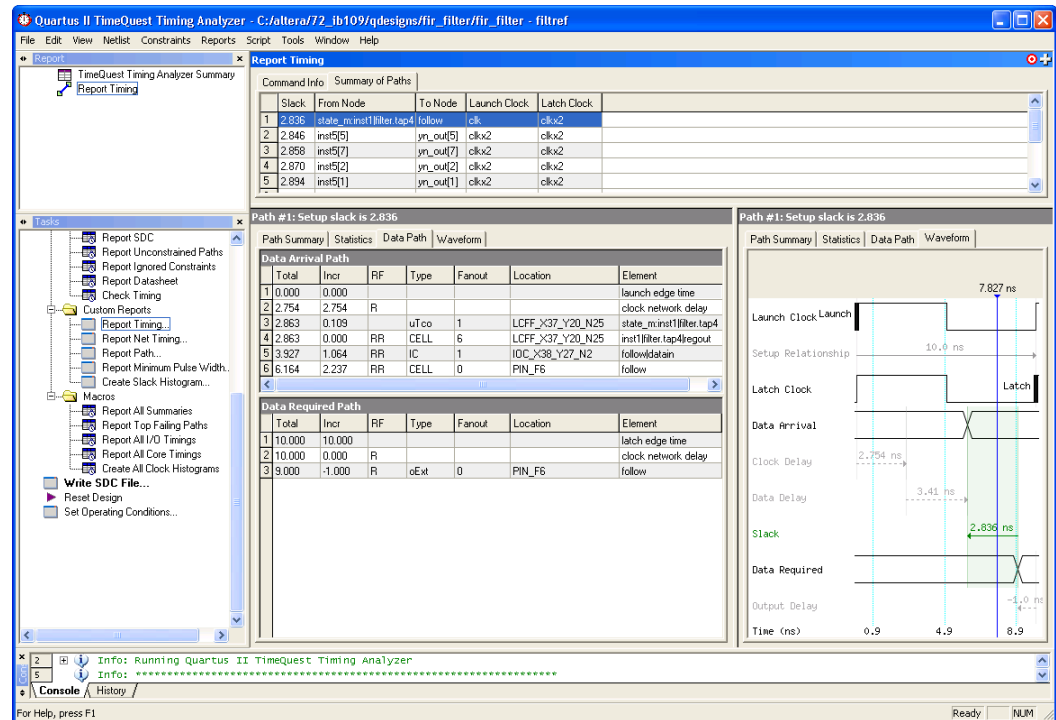 Quartus II TimeQuest Timing Analyzer - C:/altera/72_ib109/qdesigns/fir_filter/fir_filter - filtref
File Edit View Netlist Constraints Reports Script Tools Window Help
Report
TimeQuest Timing Analyzer Summary
Report Timing
Report Timing
Command Info Summary of Paths
Slack From Node To Node Launch Clock Latch Clock
1 2.836 state_m:inst1|filter.tap4 follow clk clkx2
2 2.846 inst5[5] yn_out[5] clkx2 clkx2
3 2.858 inst5[7] yn_out[7] clkx2 clkx2
4 2.870 inst5[2] yn_out[2] clkx2 clkx2
5 2.894 inst5[1] yn_out[1] clkx2 clkx2
Tasks
Report SDC
Report Unconstrained Paths
Report Ignored Constraints
Report Datasheet
Check Timing
Custom Reports
Report Timing...
Report Net Timing...
Report Path...
Report Minimum Pulse Width..
Create Slack Histogram...
Macros
Report All Summaries
Report Top Failing Paths
Report All I/O Timings
Report All Core Timings
Create All Clock Histograms
Write SDC File...
Reset Design
Set Operating Conditions...
Path #1: Setup slack is 2.836
Path Summary Statistics Data Path Waveform
Data Arrival Path
Total Incr RF Type Fanout Location Element
1 0.000 0.000 launch edge time
2 2.754 2.754 R clock network delay
3 2.863 0.109 uTco 1 LCFF_X37_Y20_N25 state_m:inst1|filter.tap4
4 2.863 0.000 RR CELL 6 LCFF_X37_Y20_N25 inst1|filter.tap4|regout
5 3.927 1.064 RR IC 1 IOC_X38_Y27_N2 follow|datain
6 6.164 2.237 RR CELL 0 PIN_F6 follow
Data Required Path
Total Incr RF Type Fanout Location Element
1 10.000 10.000 latch edge time
2 10.000 0.000 R clock network delay
3 9.000 -1.000 R oExt 0 PIN_F6 follow
Path #1: Setup slack is 2.836
Path Summary Statistics Data Path Waveform
7.827 ns
Launch Clock Launch
Setup Relationship 10.0 ns
Latch Clock Latch
Data Arrival
Clock Delay 2.754 ns
Data Delay 3.41 ns
Slack 2.836 ns
Data Required
Output Delay -1.0 ns
Time (ns) 0.9 4.9 8.9
2 Info: Running Quartus II TimeQuest Timing Analyzer
5 Info: *******************************************************************
Console History
For Help, press F1
Ready NUM